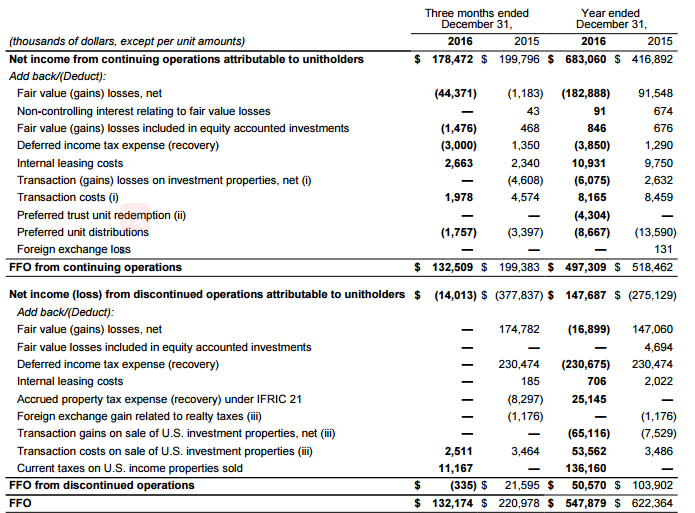 Three months ended Year ended
December 31, December 31,
(thousands of dollars, except per unit amounts) 2016 2015 2016 2015
Net income from continuing operations attributable to unitholders $ 178,472 $ 199,796 $ 683,060 $ 416,892
Add back/(Deduct):
Fair value (gains) losses, net (44,371) (1,183) (182,888) 91,548
Non-controlling interest relating to fair value losses — 43 91 674
Fair value (gains) losses included in equity accounted investments (1,476) 468 846 676
Deferred income tax expense (recovery) (3,000) 1,350 (3,850) 1,290
Internal leasing costs 2,663 2,340 10,931 9,750
Transaction (gains) losses on investment properties, net (i) — (4,608) (6,075) 2,632
Transaction costs (i) 1,978 4,574 8,165 8,459
Preferred trust unit redemption (ii) — — (4,304) —
Preferred unit distributions (1,757) (3,397) (8,667) (13,590)
Foreign exchange loss — — — 131
FFO from continuing operations $ 132,509 $ 199,383 $ 497,309 $ 518,462
Net income (loss) from discontinued operations attributable to unitholders $ (14,013) $ (377,837) $ 147,687 $ (275,129)
Add back/(Deduct):
Fair value (gains) losses, net — 174,782 (16,899) 147,060
Fair value losses included in equity accounted investments — — — 4,694
Deferred income tax expense (recovery) — 230,474 (230,675) 230,474
Internal leasing costs — 185 706 2,022
Accrued property tax expense (recovery) under IFRIC 21 — (8,297) 25,145 —
Foreign exchange gain related to realty taxes (iii) — (1,176) — (1,176)
Transaction gains on sale of U.S. investment properties, net (iii) — — (65,116) (7,529)
Transaction costs on sale of U.S. investment properties (iii) 2,511 3,464 53,562 3,486
Current taxes on U.S. income properties sold 11,167 — 136,160 —
FFO from discontinued operations $ (335) $ 21,595 $ 50,570 $ 103,902
FFO $ 132,174 $ 220,978 $ 547,879 $ 622,364